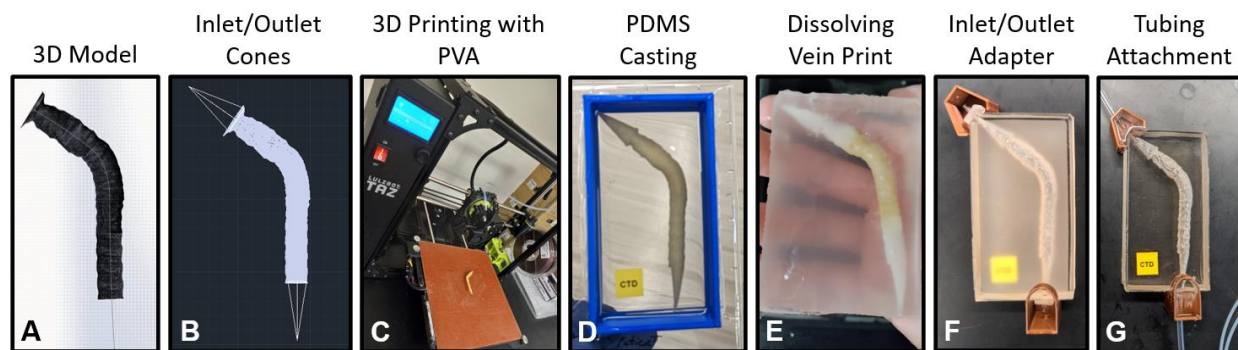 3D Model
Inlet/Outlet
Cones
3D Printing with
PVA
PDMS
Casting
Dissolving
Vein Print
Inlet/Outlet
Adapter
Tubing
Attachment
A
B
LULZBOT
TAZ
C
CTD
D
E
F
CTD
G